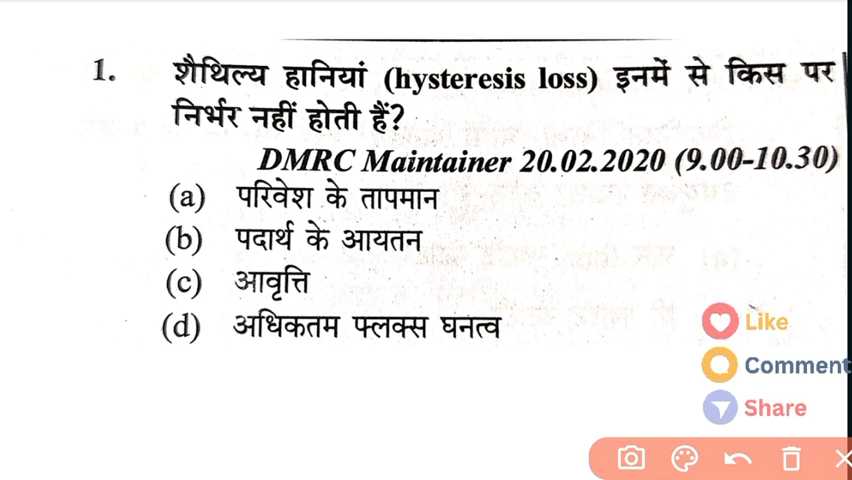 1. शैथिल्य हानियां (hysteresis loss) इनमें से किस पर
निर्भर नहीं होती हैं?
DMRC Maintainer 20.02.2020 (9.00-10.30)
(a) परिवेश के तापमान
(b) पदार्थ के आयतन
(c) आवृत्ति
(d) अधिकतम फ्लक्स घनत्व
Like
Comment
Share